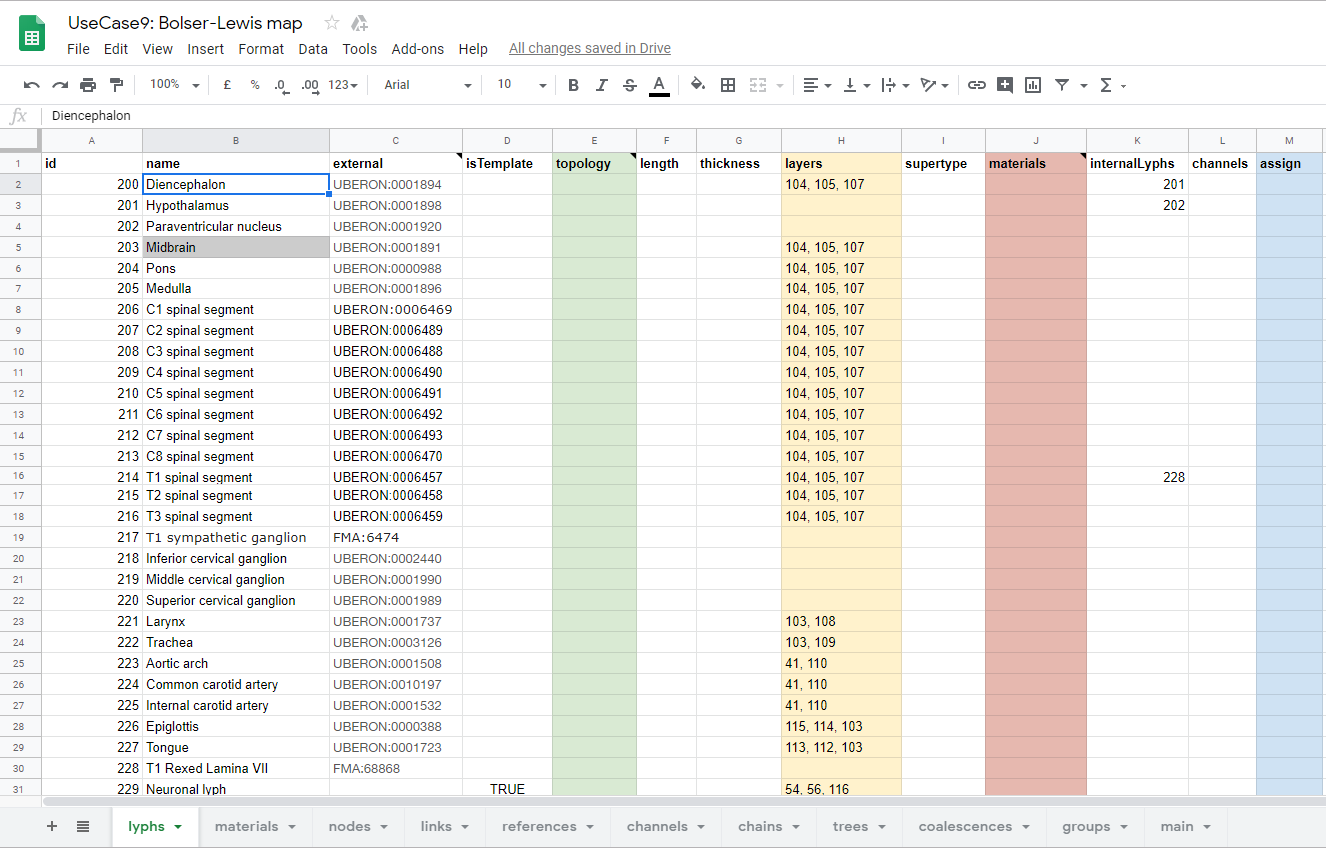 UseCase9: Bolser-Lewis map
File Edit View Insert Format Data Tools Add-ons Help All changes saved in Drive
100% £ % .0 .00 123 Arial 10 B I S A Σ
fx Diencephalon
A B C D E F G H I J K L M
1 id name external isTemplate topology length thickness layers supertype materials internalLyphs channels assign
2 200 Diencephalon UBERON:0001894 104, 105, 107 201
3 201 Hypothalamus UBERON:0001898 202
4 202 Paraventricular nucleus UBERON:0001920
5 203 Midbrain UBERON:0001891 104, 105, 107
6 204 Pons UBERON:0000988 104, 105, 107
7 205 Medulla UBERON:0001896 104, 105, 107
8 206 C1 spinal segment UBERON:0006469 104, 105, 107
9 207 C2 spinal segment UBERON:0006489 104, 105, 107
10 208 C3 spinal segment UBERON:0006488 104, 105, 107
11 209 C4 spinal segment UBERON:0006490 104, 105, 107
12 210 C5 spinal segment UBERON:0006491 104, 105, 107
13 211 C6 spinal segment UBERON:0006492 104, 105, 107
14 212 C7 spinal segment UBERON:0006493 104, 105, 107
15 213 C8 spinal segment UBERON:0006470 104, 105, 107
16 214 T1 spinal segment UBERON:0006457 104, 105, 107 228
17 215 T2 spinal segment UBERON:0006458 104, 105, 107
18 216 T3 spinal segment UBERON:0006459 104, 105, 107
19 217 T1 sympathetic ganglion FMA:6474
20 218 Inferior cervical ganglion UBERON:0002440
21 219 Middle cervical ganglion UBERON:0001990
22 220 Superior cervical ganglion UBERON:0001989
23 221 Larynx UBERON:0001737 103, 108
24 222 Trachea UBERON:0003126 103, 109
25 223 Aortic arch UBERON:0001508 41, 110
26 224 Common carotid artery UBERON:0010197 41, 110
27 225 Internal carotid artery UBERON:0001532 41, 110
28 226 Epiglottis UBERON:0000388 115, 114, 103
29 227 Tongue UBERON:0001723 113, 112, 103
30 228 T1 Rexed Lamina VII FMA:68868
31 229 Neuronal lyph TRUE 54, 56, 116
+ lyphs materials nodes links references channels chains trees coalescences groups main